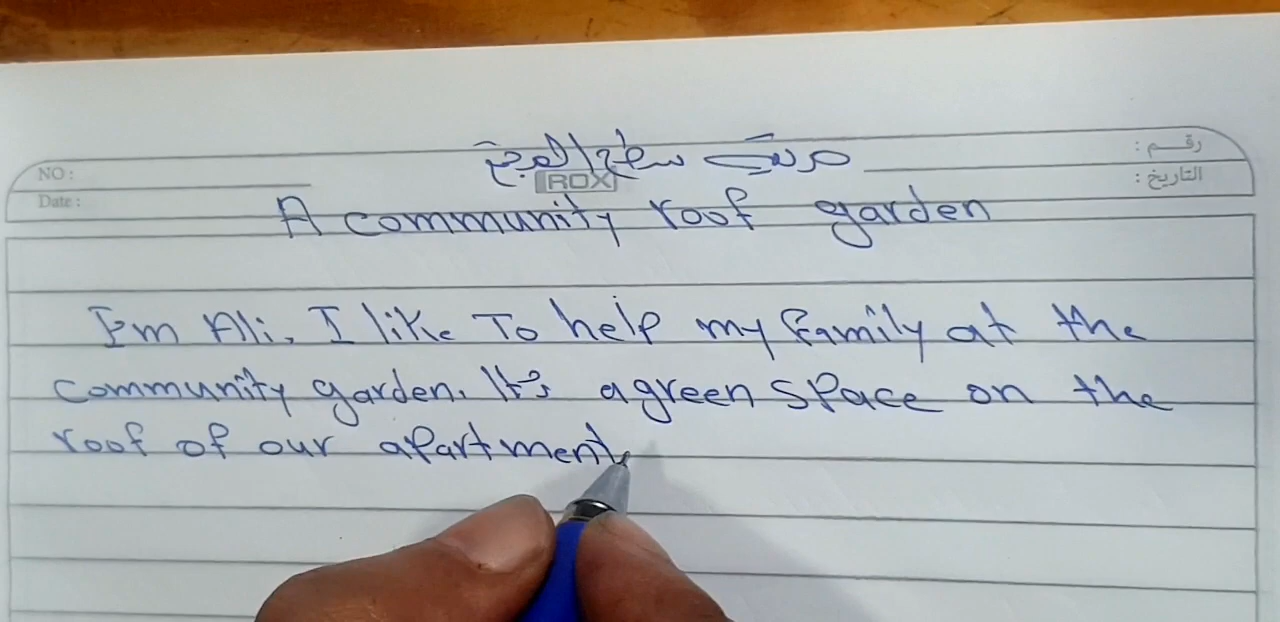 سطح المجتمع
رقم :
NO :
ROX
التاريخ :
Date :
A community roof garden
I'm Ali. I like To help my family at the
community garden. It's a green space on the
roof of our apartment